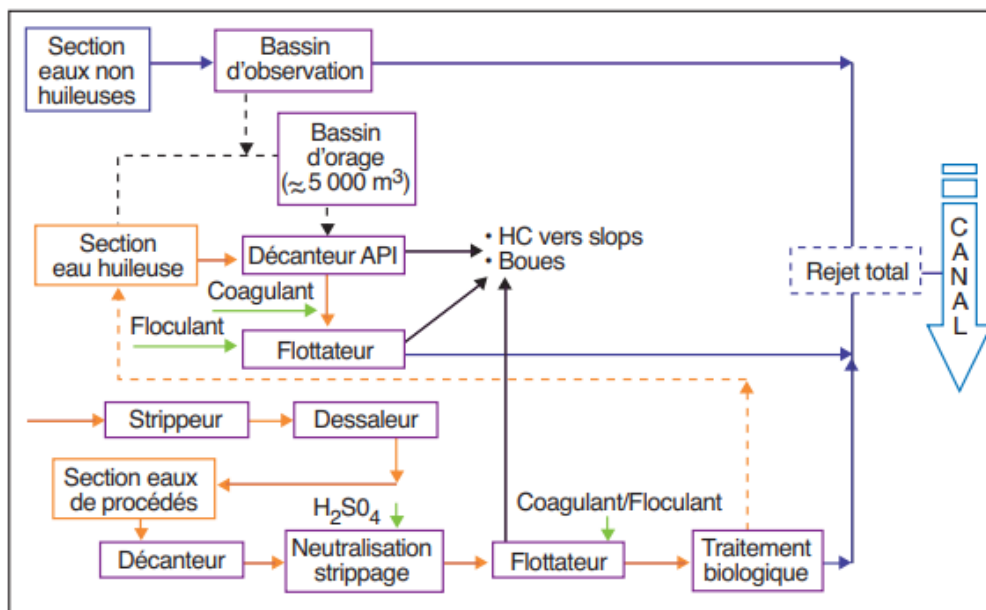 Section
eaux non
huileuses
Bassin
d'observation
Bassin
d'orage
(≈ 5 000 m³)
Section
eau huileuse
Décanteur API
• HC vers slops
• Boues
Rejet total
CANAL
Coagulant
Floculant
Flottateur
Strippeur
Dessaleur
Section eaux
de procédés
H₂S0₄
Coagulant/Floculant
Décanteur
Neutralisation
strippage
Flottateur
Traitement
biologique